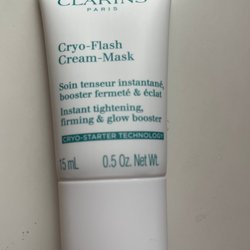 CLARINS
PARIS
Cryo-Flash
Cream-Mask
Soin tenseur instantané,
booster fermeté & éclat
Instant tightening,
firming & glow booster
CRYO-STARTER TECHNOLOGY
15 mL 0.5 Oz. Net Wt.